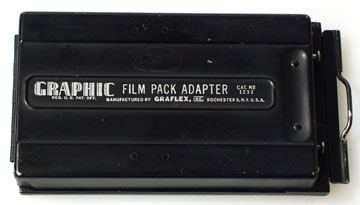 GRAPHIC FILM PACK ADAPTER CAT. NO
REG. U.S. PAT. OFF. MANUFACTURED BY GRAFLEX, INC. ROCHESTER 8, N.Y. U.S.A. 1232